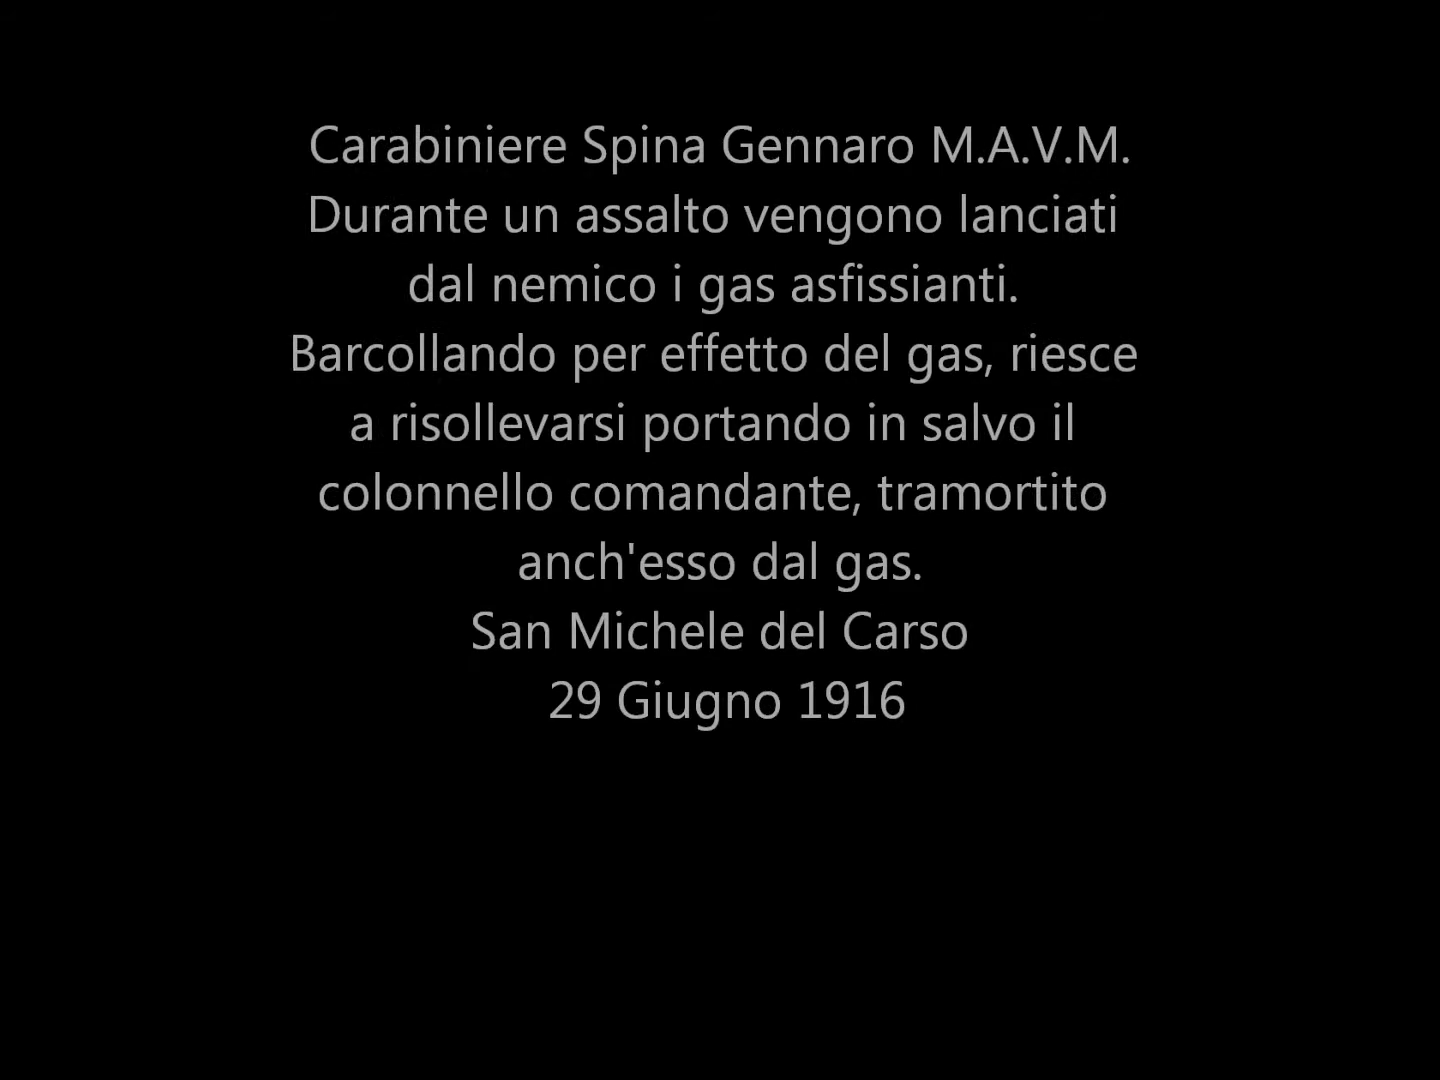 Carabiniere Spina Gennaro M.A.V.M.
Durante un assalto vengono lanciati
dal nemico i gas asfissianti.
Barcollando per effetto del gas, riesce
a risollevarsi portando in salvo il
colonnello comandante, tramortito
anch'esso dal gas.
San Michele del Carso
29 Giugno 1916